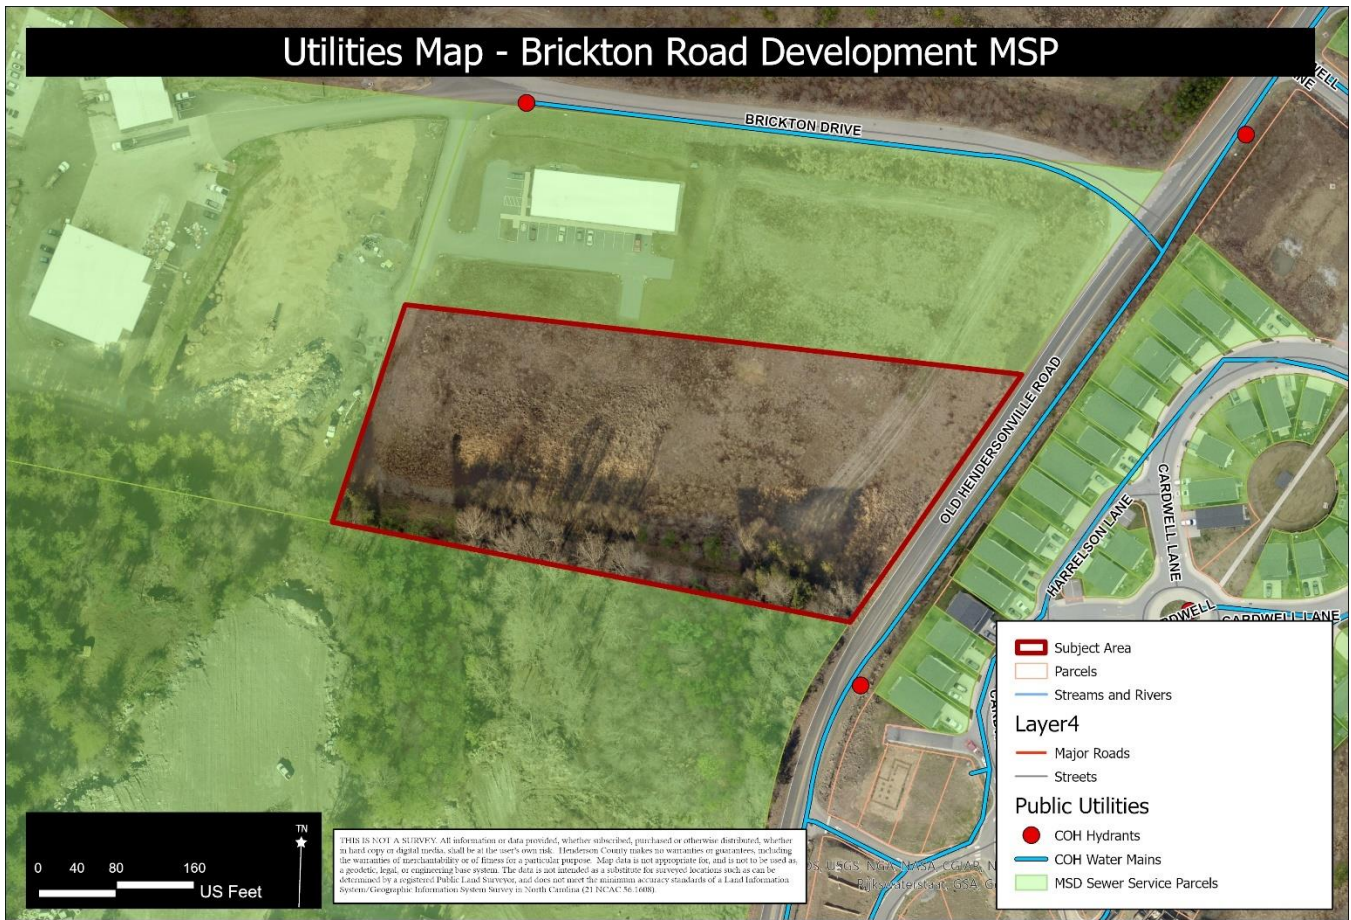 Utilities Map - Brickton Road Development MSP
BRICKTON DRIVE
OLD HENDERSONVILLE ROAD
HARRELSON LANE
CARDWELL LANE
CARDWELL LANE
Subject Area
Parcels
Streams and Rivers
Layer4
Major Roads
Streets
Public Utilities
COH Hydrants
COH Water Mains
MSD Sewer Service Parcels
TN
0 40 80 160
US Feet
THIS IS NOT A SURVEY. All information or data provided, whether subscribed, purchased or otherwise distributed, whether
in hard copy or digital media, shall be at the user's own risk. Henderson County makes no warranties or guarantees, including
the warranties of merchantability or of fitness for a particular purpose. Map data is not appropriate for, and is not to be used as,
a geodetic, legal, or engineering base system. The data is not intended as a substitute for surveyed locations such as can be
determined by a registered Public Land Surveyor, and does not meet the minimum accuracy standards of a Land Information
System/Geographic Information System Survey in North Carolina (21 NCAC 56.1608).
USGS, NGA, NASA, CGIAR, N
Rijkswaterstaat, GSA,